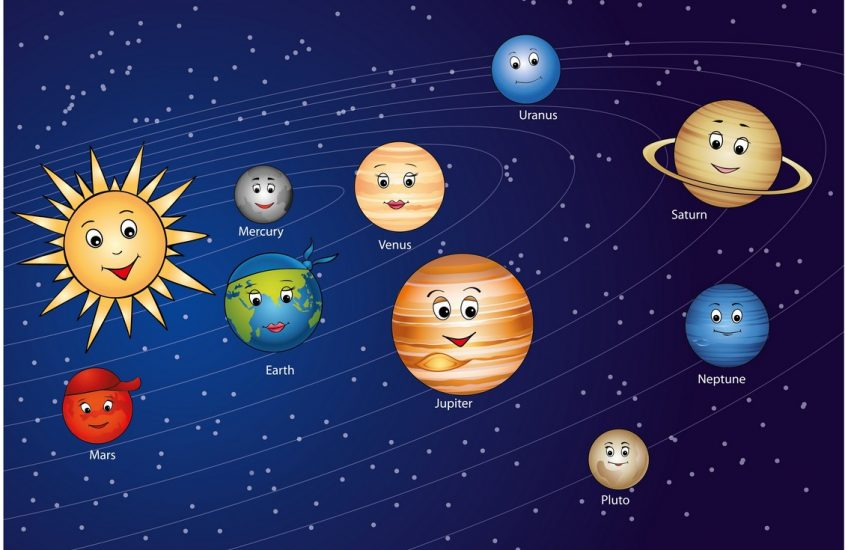 Uranus
Saturn
Mercury
Venus
Earth
Jupiter
Neptune
Mars
Pluto